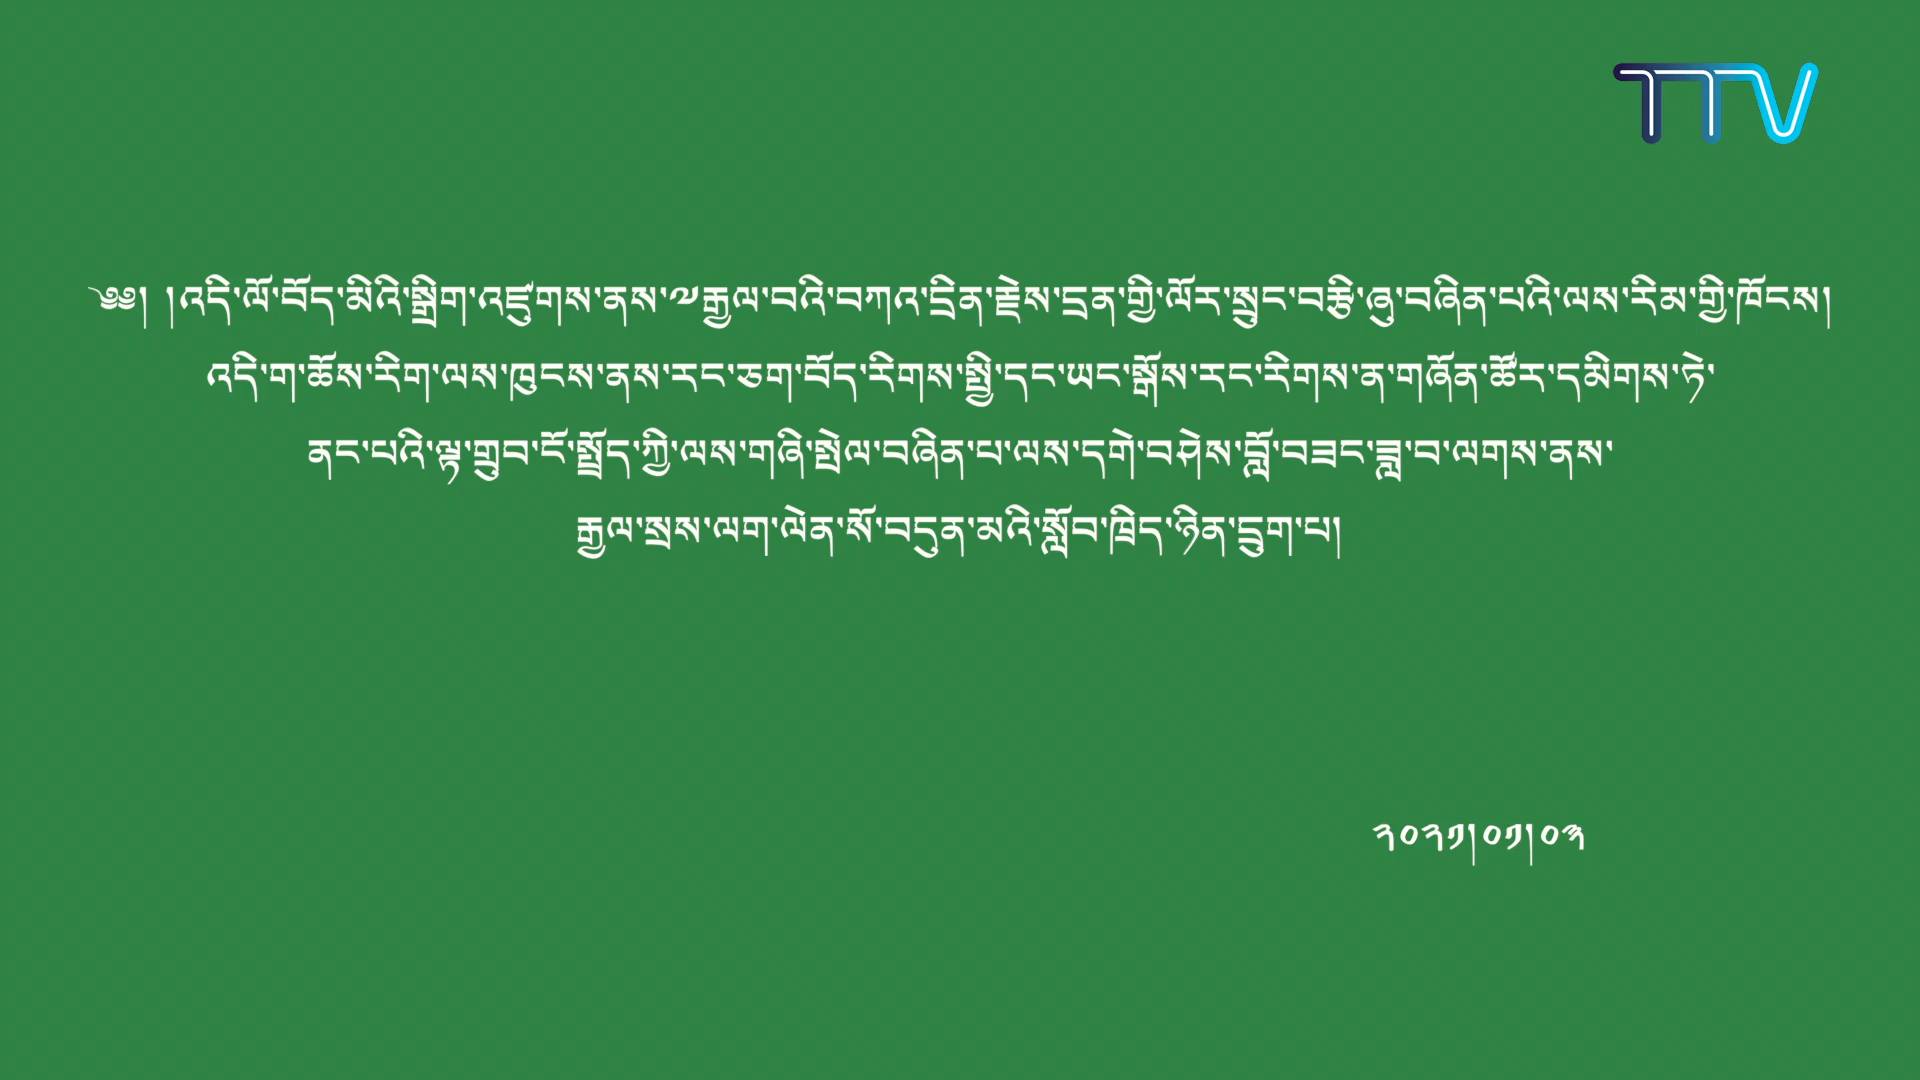 TTV
༄༅། །འདི་ལོ་བོད་མིའི་སྒྲིག་འཛུགས་ནས་༧རྒྱལ་བའི་བཀའ་དྲིན་རྗེས་དྲན་གྱི་ལོར་སྲུང་བརྩི་ཞུ་བཞིན་པའི་ལས་རིམ་གྱི་ཁོངས།
འདི་ག་ཆོས་རིག་ལས་ཁུངས་ནས་རང་ཅག་བོད་རིགས་སྤྱི་དང་ཡང་སྒོས་རང་རིགས་ན་གཞོན་ཚོར་དམིགས་ཏེ་
ནང་པའི་ལྟ་གྲུབ་ངོ་སྤྲོད་ཀྱི་ལས་གཞི་སྤེལ་བཞིན་པ་ལས་དགེ་བཤེས་བློ་བཟང་ཟླ་བ་ལགས་ནས་
རྒྱལ་སྲས་ལག་ལེན་སོ་བདུན་མའི་སློབ་ཁྲིད་ཉིན་དྲུག་པ།
༢༠༢༡།༠༡།༠༣